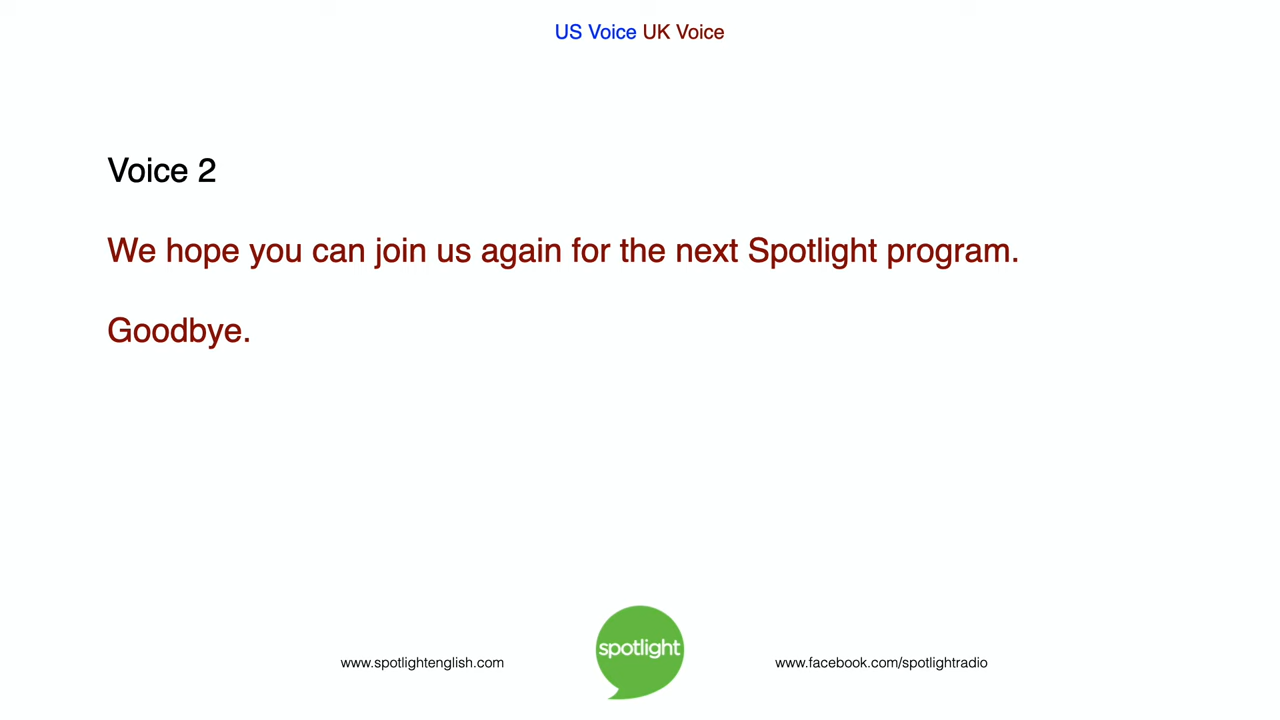 US Voice UK Voice
Voice 2
We hope you can join us again for the next Spotlight program.
Goodbye.
www.spotlightenglish.com
spotlight
www.facebook.com/spotlightradio